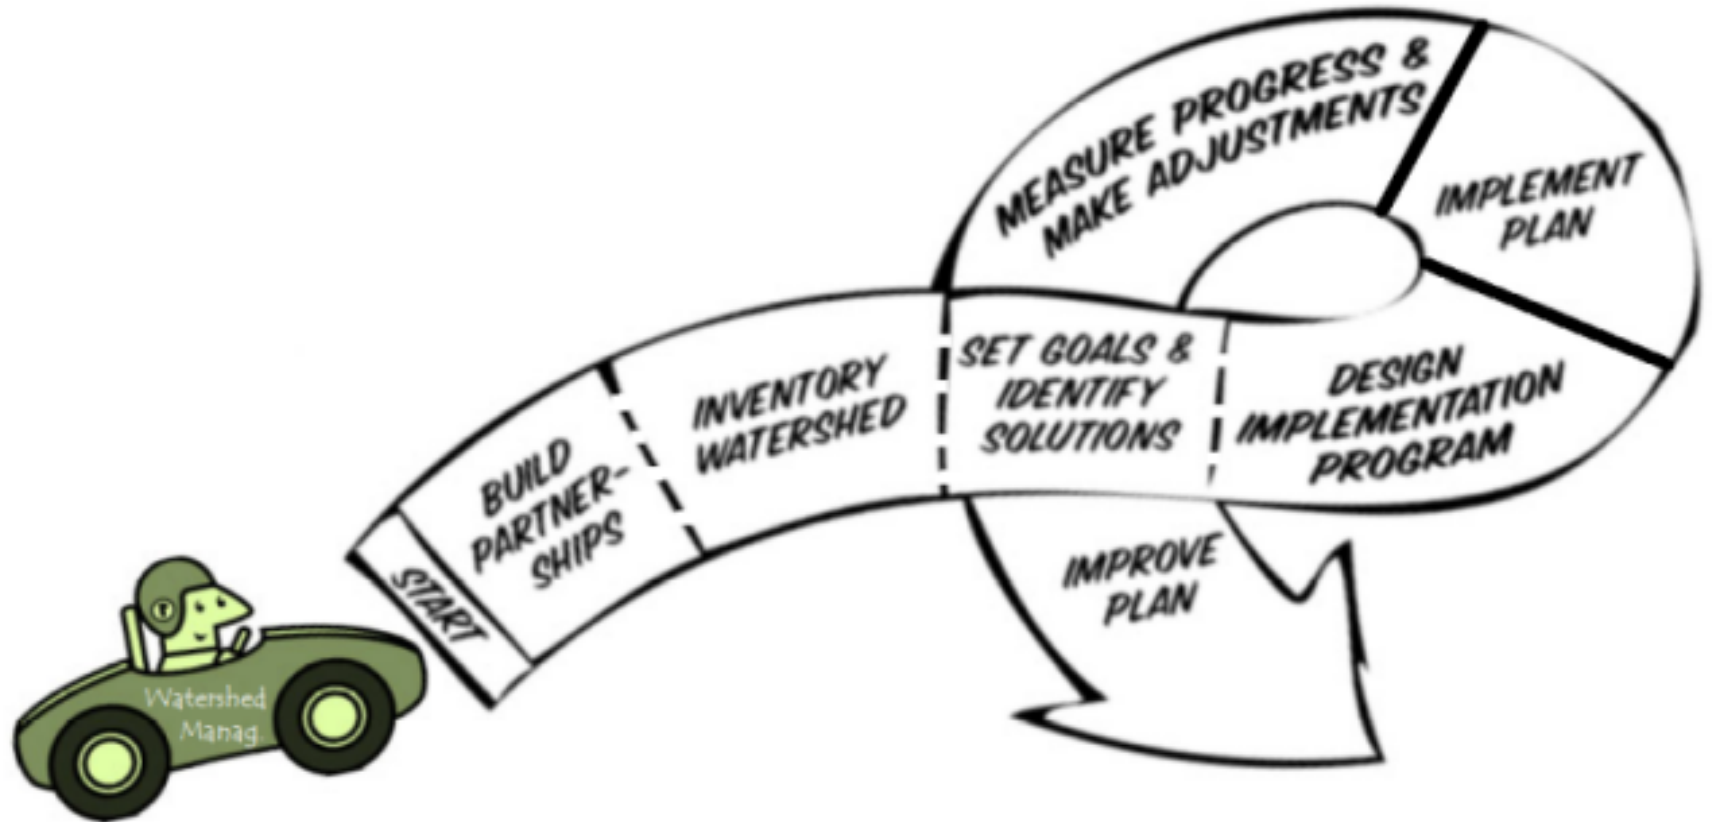 Watershed
Manag.
START
BUILD
PARTNER-
SHIPS
INVENTORY
WATERSHED
SET GOALS &
IDENTIFY
SOLUTIONS
DESIGN
IMPLEMENTATION
PROGRAM
IMPLEMENT
PLAN
MEASURE PROGRESS &
MAKE ADJUSTMENTS
IMPROVE
PLAN